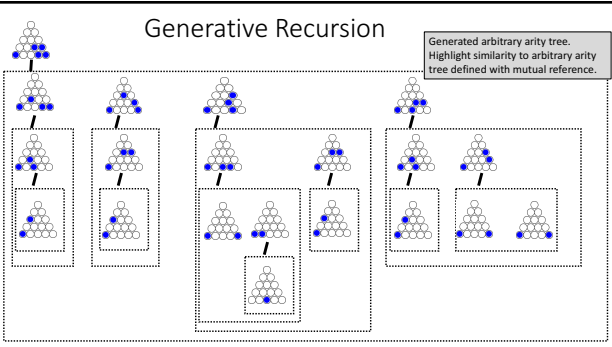 Generative Recursion
Generated arbitrary arity tree.
Highlight similarity to arbitrary arity
tree defined with mutual reference.